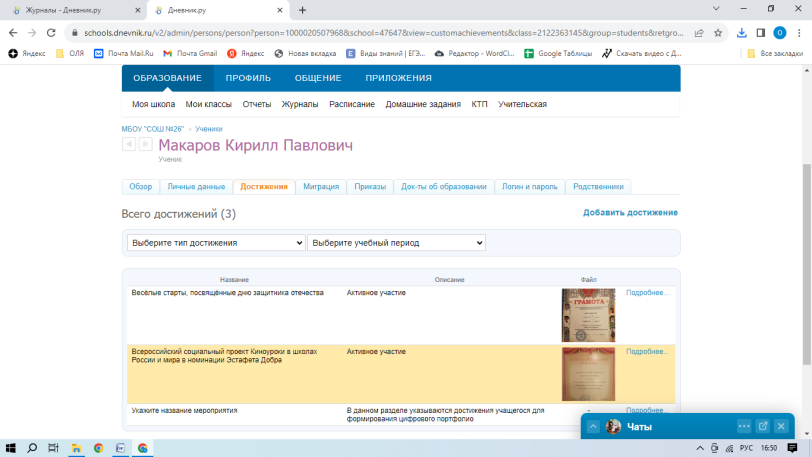 Журналы - Дневник.ру
Дневник.ру
schools.dnevnik.ru/v2/admin/persons/person?person=1000020507968&school=47647&view=customachievements&class=2122363145&group=students&retgro...
Яндекс
ОЛЯ
Почта Mail.Ru
Почта Gmail
Яндекс
Новая вкладка
Виды знаний | ЕГЭ...
Редактор - WordCl...
Google Таблицы
Скачать видео с Д...
Все закладки
ОБРАЗОВАНИЕ ПРОФИЛЬ ОБЩЕНИЕ ПРИЛОЖЕНИЯ
Моя школа Мои классы Отчеты Журналы Расписание Домашние задания КТП Учительская
МБОУ "СОШ №26" Ученики
Макаров Кирилл Павлович
Ученик
Обзор Личные данные Достижения Миграция Приказы Док-ты об образовании Логин и пароль Родственники
Всего достижений (3)
Добавить достижение
Выберите тип достижения
Выберите учебный период
Название Описание Файл
Весёлые старты, посвящённые дню защитника отечества
Активное участие
ГРАМОТА
Подробнее...
Всероссийский социальный проект Киноуроки в школах
России и мира в номинации Эстафета Добра
Активное участие
Подробнее...
Укажите название мероприятия
В данном разделе указываются достижения учащегося для
формирования цифрового портфолио
-
Подробнее...
Чаты
РУС 16:50